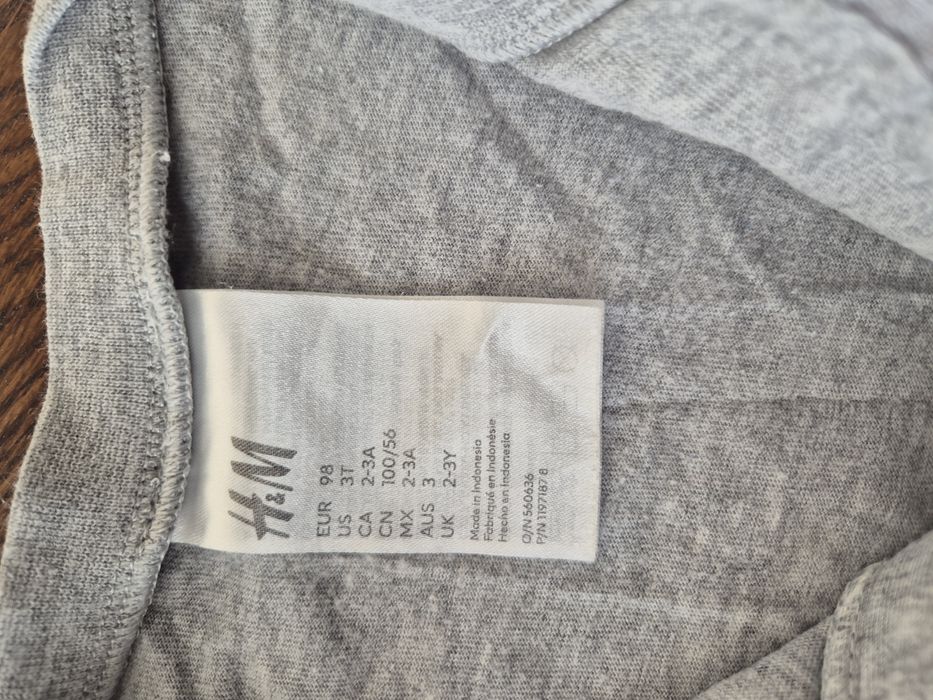 H&M
EUR 98
US 3T
CA 2-3A
CN 100/56
MX 2-3A
AUS 3
UK 2-3Y
Made in Indonesia
Fabriqué en Indonésie
Hecho en Indonesia
O/N 560636
P/N 1197187 8